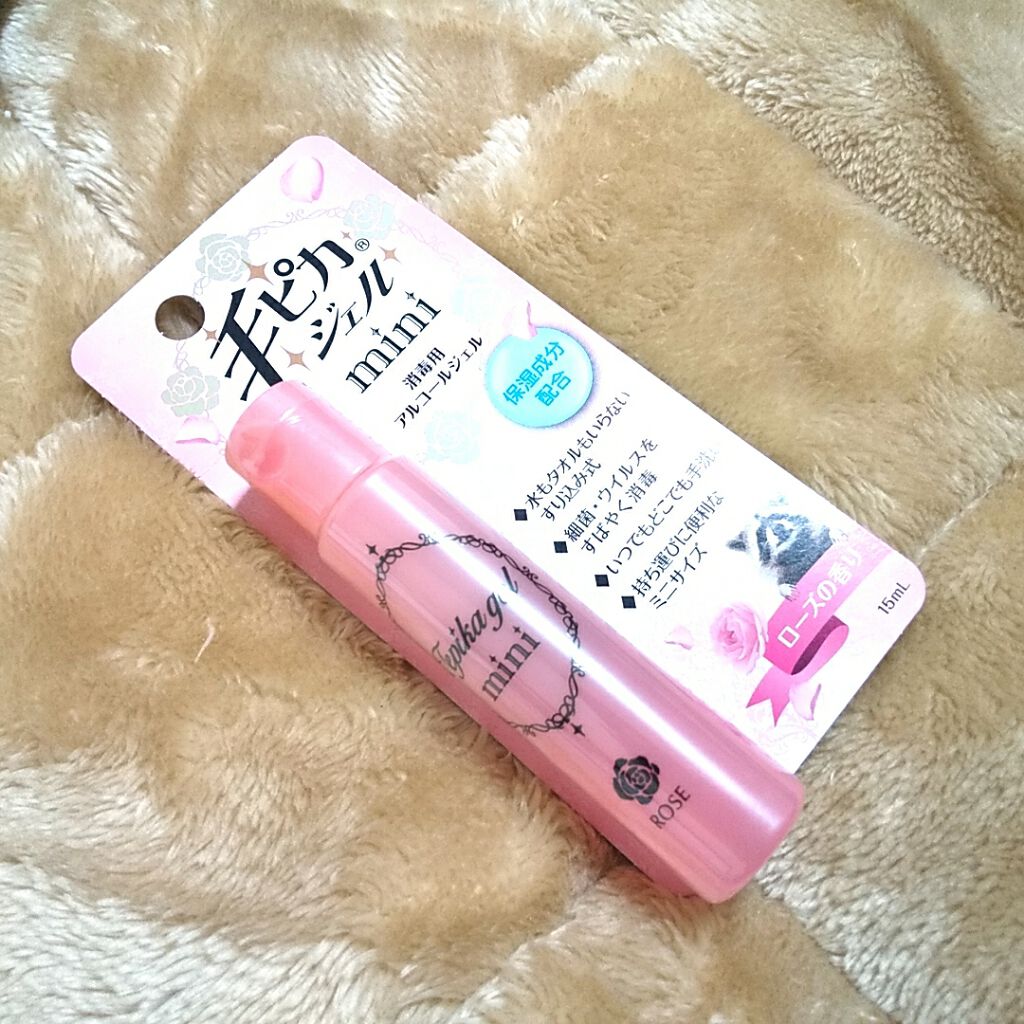 手ピカ®
ジェル
mini
消毒用
アルコールジェル
保湿成分
配合
◆水もタオルもいらない
すり込み式
◆細菌・ウイルスを
すばやく消毒
◆いつでもどこでも手洗
◆持ち運びに便利な
ミニサイズ
ローズの香り
15mL
Tepika gel
mini
ROSE